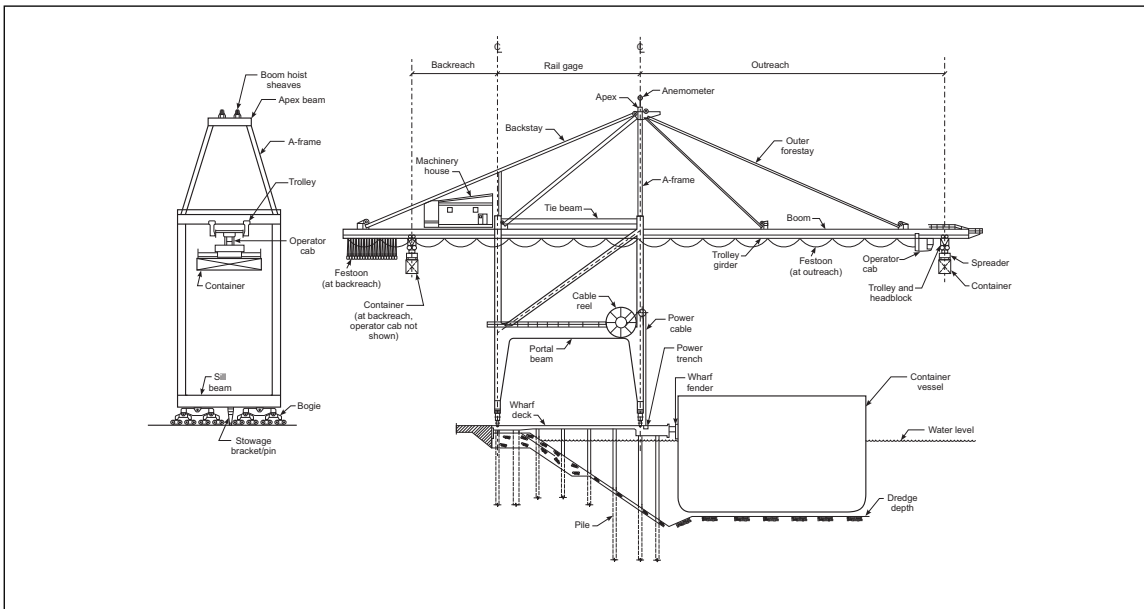 Boom hoist
sheaves
Apex beam
A-frame
Trolley
Operator
cab
Container
Sill
beam
Bogie
Stowage
bracket/pin
℄
℄
Backreach
Rail gage
Outreach
Anemometer
Apex
Backstay
Outer
forestay
Machinery
house
A-frame
Tie beam
Boom
Festoon
(at backreach)
Container
(at backreach,
operator cab not
shown)
Trolley
girder
Festoon
(at outreach)
Operator
cab
Trolley and
headblock
Spreader
Container
Cable
reel
Power
cable
Portal
beam
Power
trench
Wharf
fender
Container
vessel
Wharf
deck
Water level
Pile
Dredge
depth